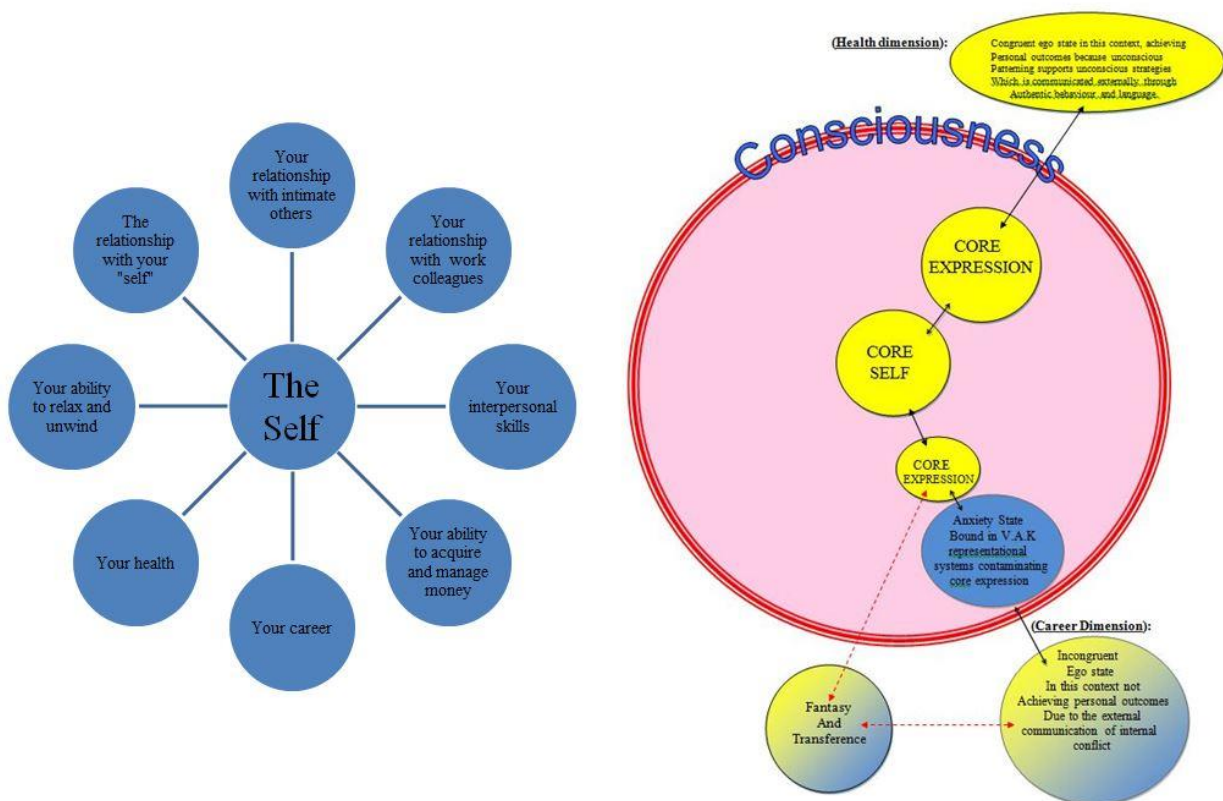 Your
relationship
with intimate
others
The
relationship
with your
"self"
Your
relationship
with work
colleagues
Your ability
to relax and
unwind
The
Self
Your
interpersonal
skills
Your health
Your ability
to acquire
and manage
money
Your career
(Health dimension):
Congruent ego state in this context, achieving
Personal outcomes because unconscious
Patterning supports unconscious strategies
Which is communicated externally, through
Authentic behaviour and language.
Consciousness
CORE
EXPRESSION
CORE
SELF
CORE
EXPRESSION
Anxiety State
Bound in V.A.K
representational
systems contaminating
core expression
(Career Dimension):
Incongruent
Ego state
In this context not
Achieving personal outcomes
Due to the external
communication of internal
conflict
Fantasy
And
Transference